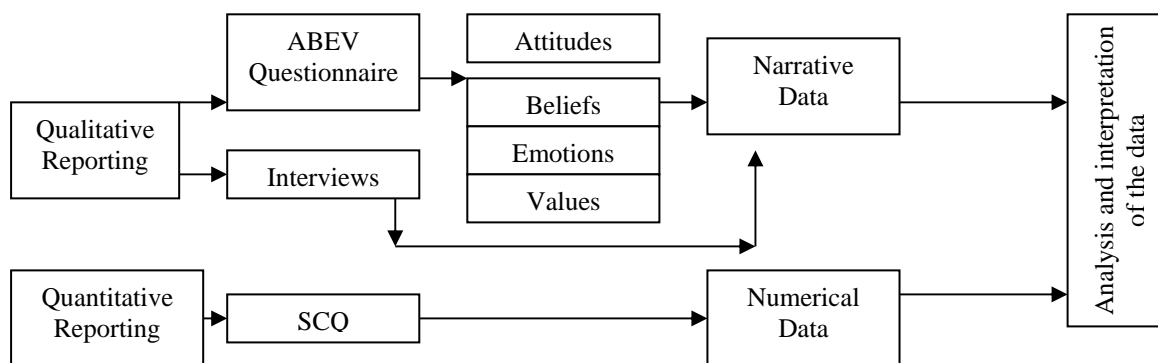 ABEV
Questionnaire
Attitudes
Beliefs
Emotions
Values
Narrative
Data
Qualitative
Reporting
Interviews
Quantitative
Reporting
SCQ
Numerical
Data
Analysis and interpretation
of the data